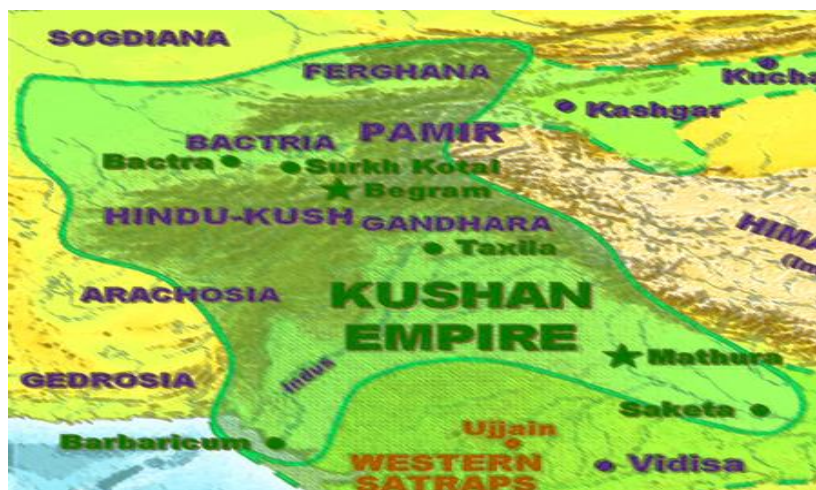 SOGDIANA
FERGHANA
Kucha
Kashgar
BACTRIA
PAMIR
Bactra
Surkh Kotal
Begram
HINDU-KUSH
GANDHARA
Taxila
HIMA
ARACHOSIA
KUSHAN
EMPIRE
Mathura
GEDROSIA
Indus
Saketa
Ujjain
Barbaricum
WESTERN
SATRAPS
Vidisa